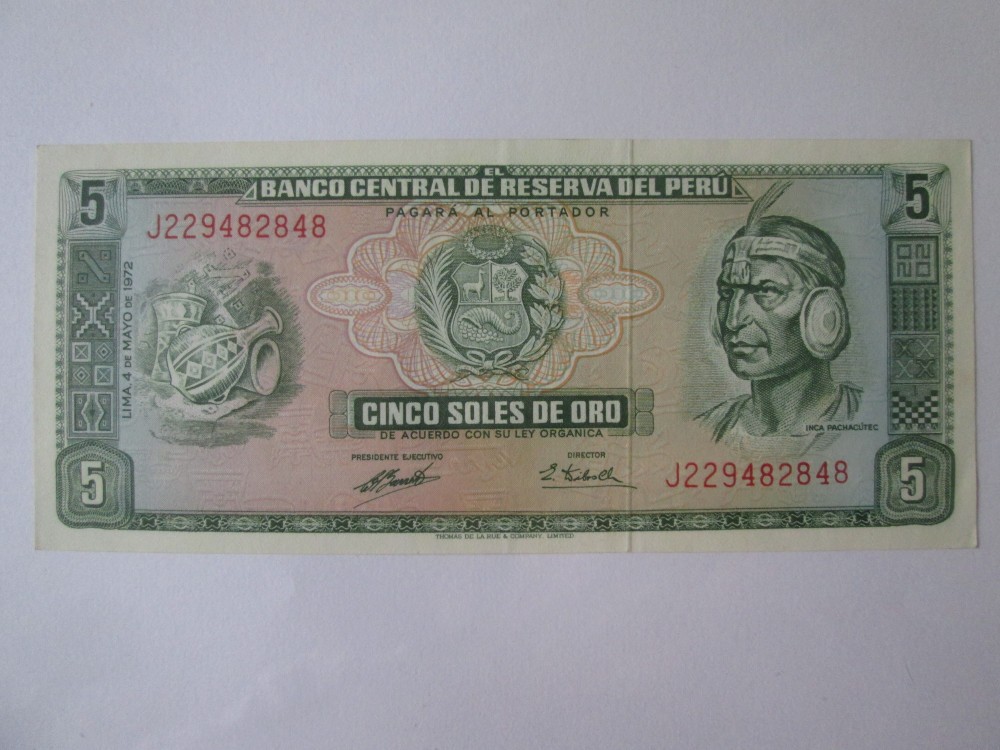 EL
BANCO CENTRAL DE RESERVA DEL PERÚ
PAGARÁ AL PORTADOR
5
5
J229482848
LIMA, 4 DE MAYO DE 1972
INCA PACHACÚTEC
CINCO SOLES DE ORO
DE ACUERDO CON SU LEY ORGANICA
PRESIDENTE EJECUTIVO
DIRECTOR
J229482848
5
5
THOMAS DE LA RUE & COMPANY, LIMITED